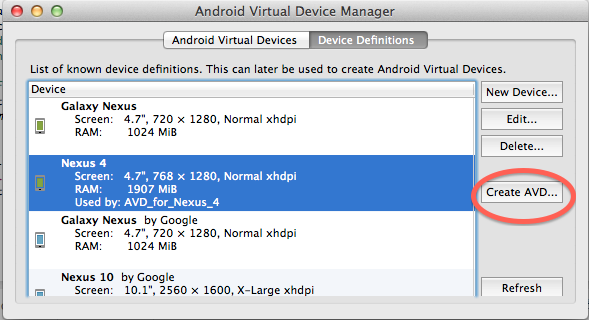 Android Virtual Device Manager
Android Virtual Devices
Device Definitions
List of known device definitions. This can later be used to create Android Virtual Devices.
Device
Galaxy Nexus
Screen: 4.7", 720 × 1280, Normal xhdpi
RAM: 1024 MiB
Nexus 4
Screen: 4.7", 768 × 1280, Normal xhdpi
RAM: 1907 MiB
Used by: AVD_for_Nexus_4
Galaxy Nexus by Google
Screen: 4.7", 720 × 1280, Normal xhdpi
RAM: 1024 MiB
Nexus 10 by Google
Screen: 10.1", 2560 × 1600, X-Large xhdpi
New Device...
Edit...
Delete...
Create AVD...
Refresh